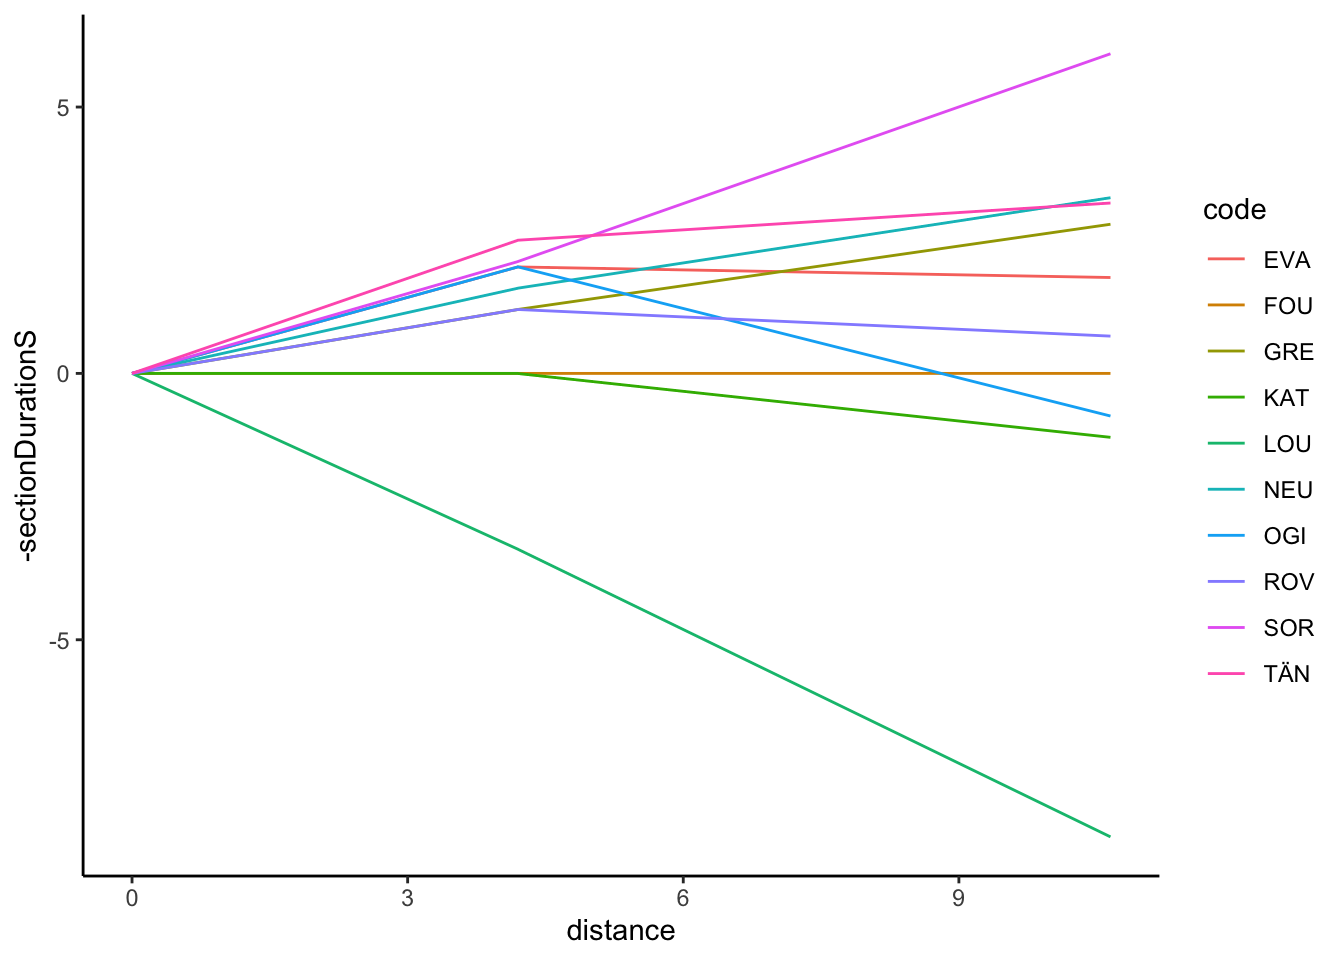 -sectionDurationS
5
0
-5
0 3 6 9
distance
code
EVA
FOU
GRE
KAT
LOU
NEU
OGI
ROV
SOR
TÄN